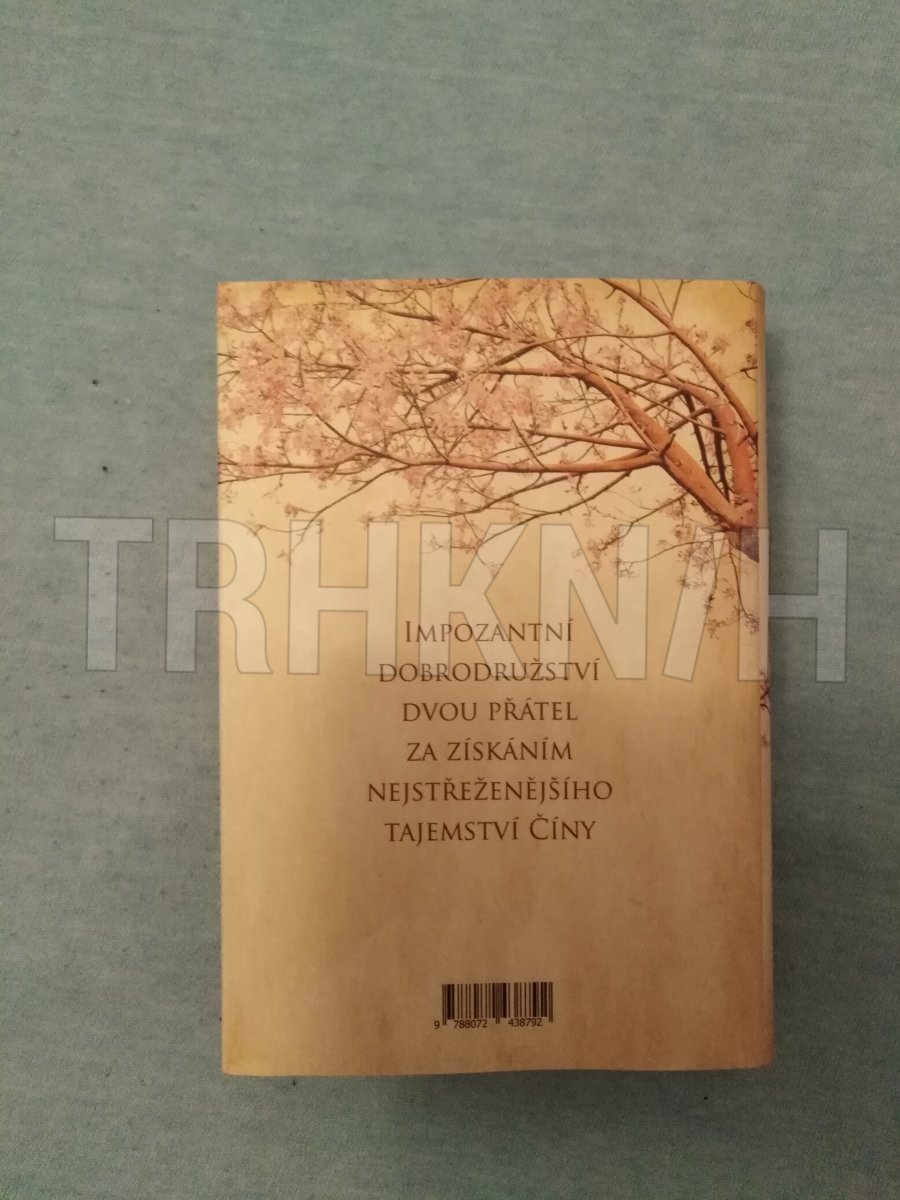 TRHKNIH
IMPOZANTNÍ
DOBRODRUŽSTVÍ
DVOU PŘÁTEL
ZA ZÍSKÁNÍM
NEJSTŘEŽENĚJŠÍHO
TAJEMSTVÍ ČÍNY
9 788072 438792